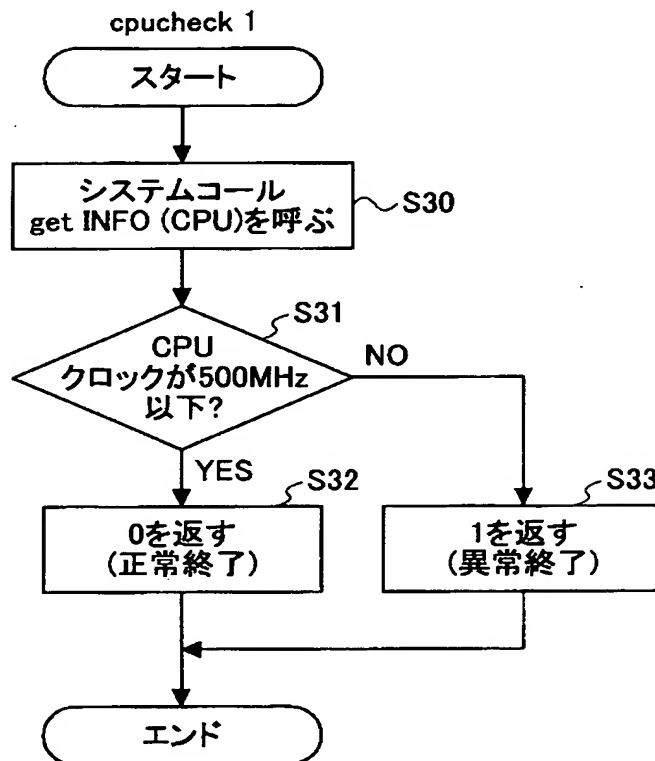 cpucheck 1
スタート
システムコール
get INFO (CPU)を呼ぶ
S30
S31
CPU
クロックが500MHz
以下?
NO
YES
S32
0を返す
(正常終了)
S33
1を返す
(異常終了)
エンド